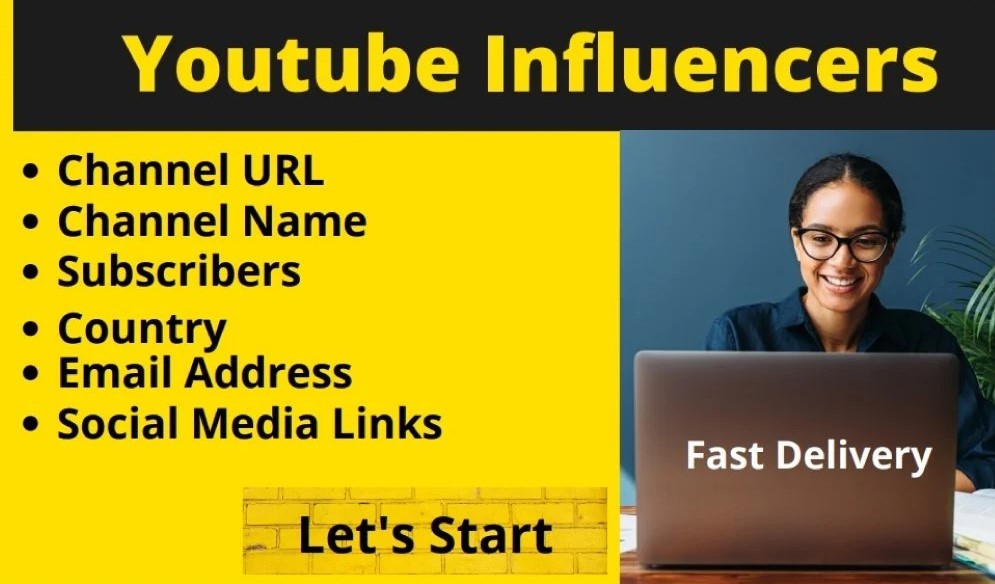 Youtube Influencers
• Channel URL
• Channel Name
• Subscribers
• Country
• Email Address
• Social Media Links
Fast Delivery
Let's Start